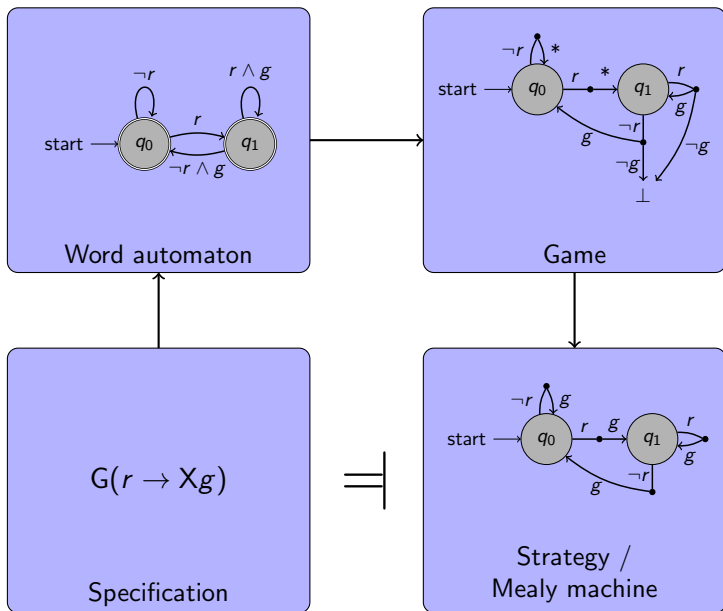 ¬r
r ∧ g
start
q₀
r
q₁
¬r ∧ g
Word automaton
¬r
*
start
q₀
r
*
q₁
r
g
g
¬r
¬g
¬g
⊥
Game
G(r → Xg)
Specification
⊨
¬r
g
start
q₀
r
g
q₁
r
g
g
¬r
Strategy /
Mealy machine